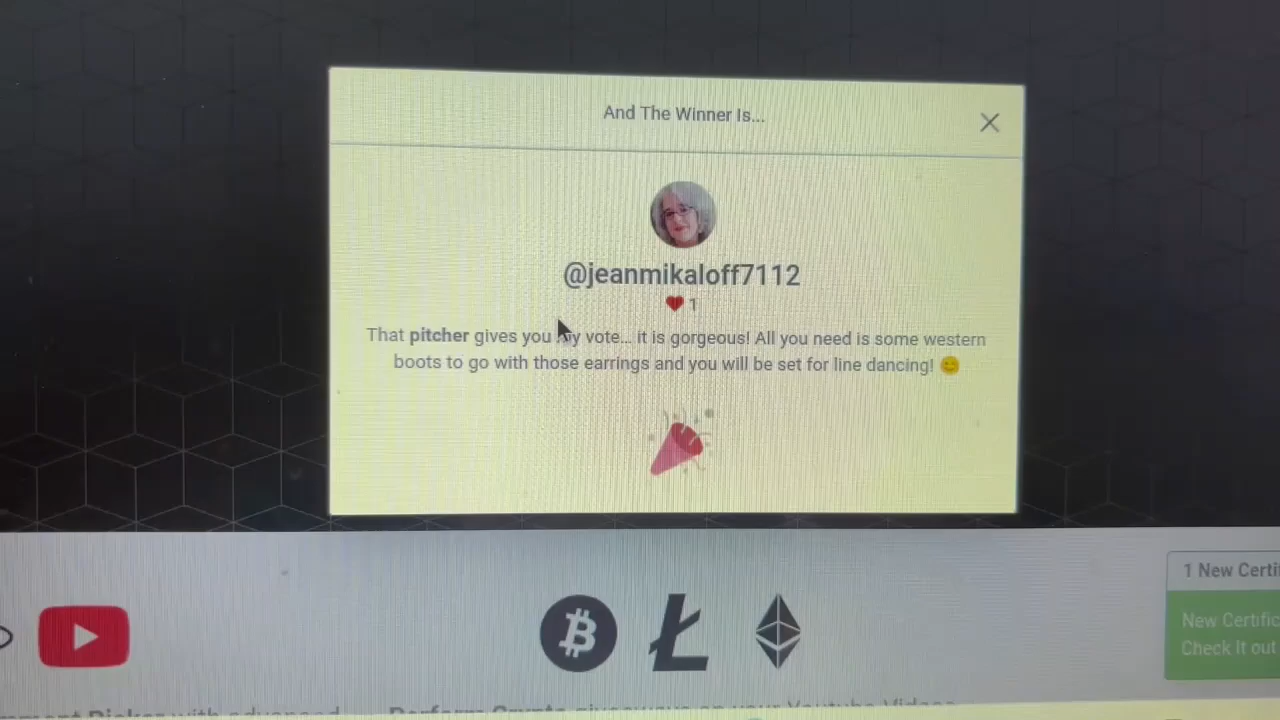 And The Winner Is...
@jeanmikaloff7112
1
That pitcher gives you my vote... it is gorgeous! All you need is some western
boots to go with those earrings and you will be set for line dancing! 😊
1 New Certi
New Certific
Check It out